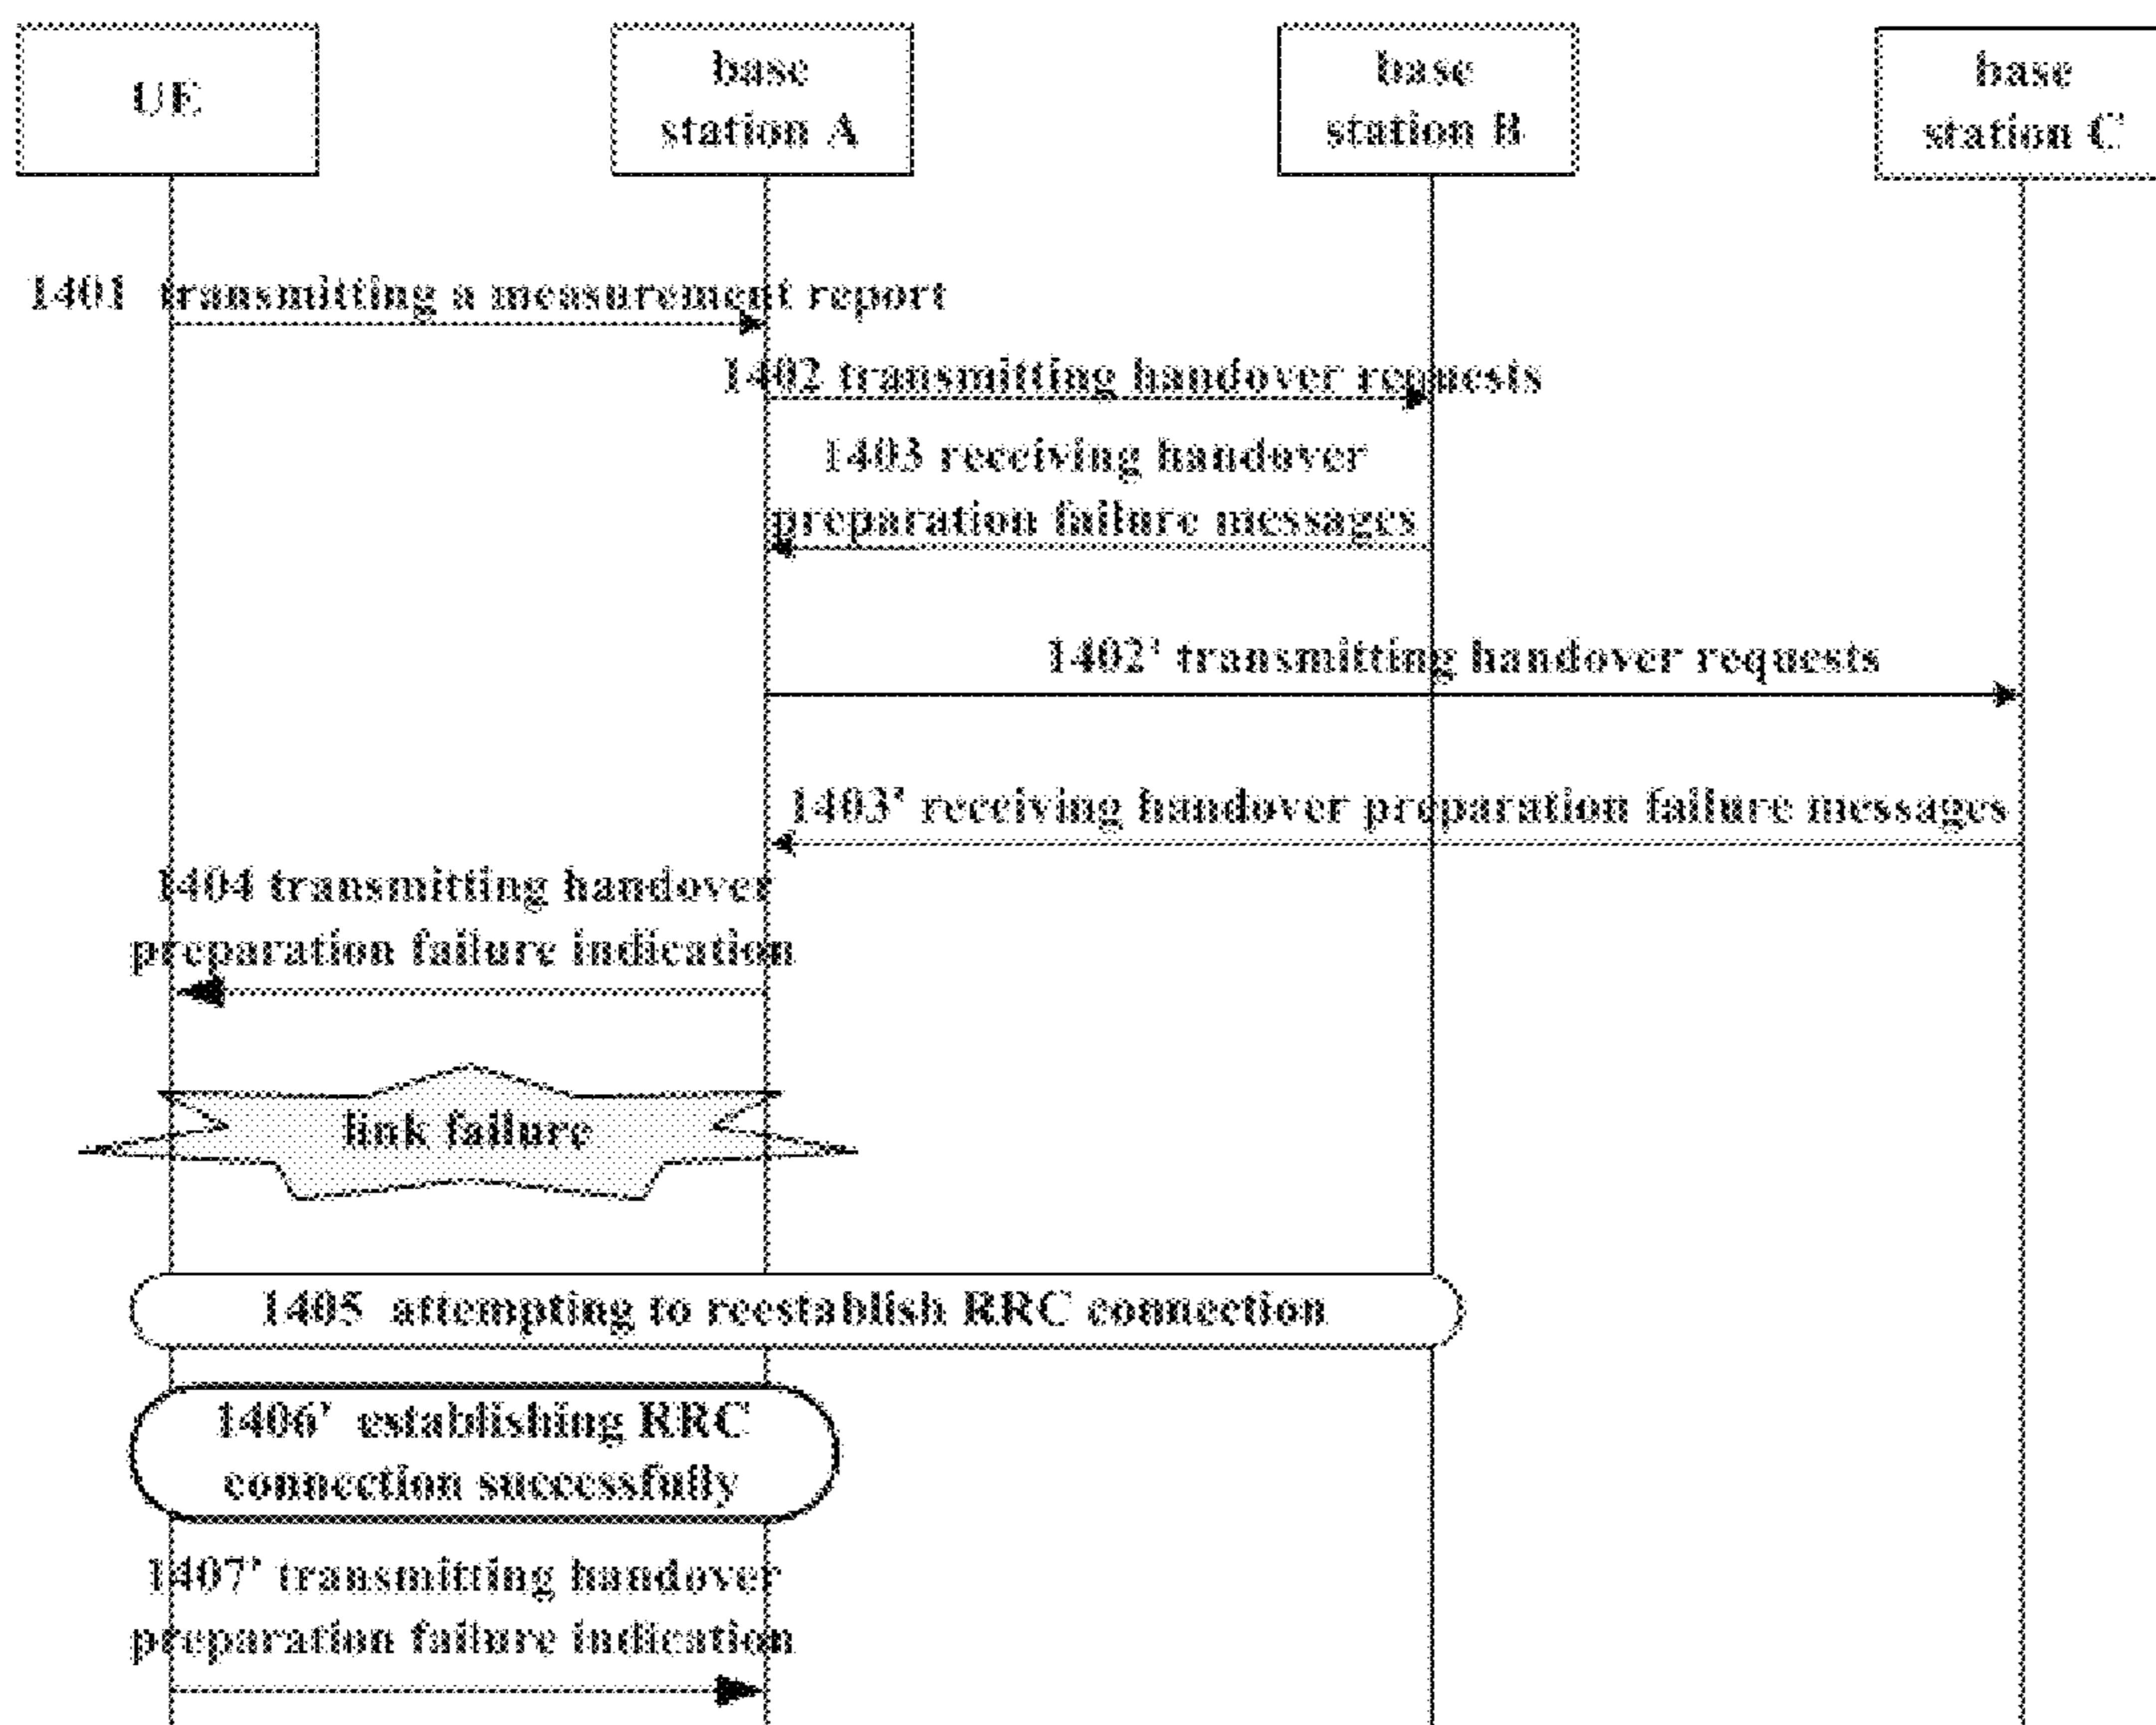 UE
base
station A
base
station B
base
station C
1401 transmitting a measurement report
1402 transmitting handover requests
1403 receiving handover
preparation failure messages
1402' transmitting handover requests
1403' receiving handover preparation failure messages
1404 transmitting handover
preparation failure indication
link failure
1405 attempting to reestablish RRC connection
1406' establishing RRC
connection successfully
1407' transmitting handover
preparation failure indication